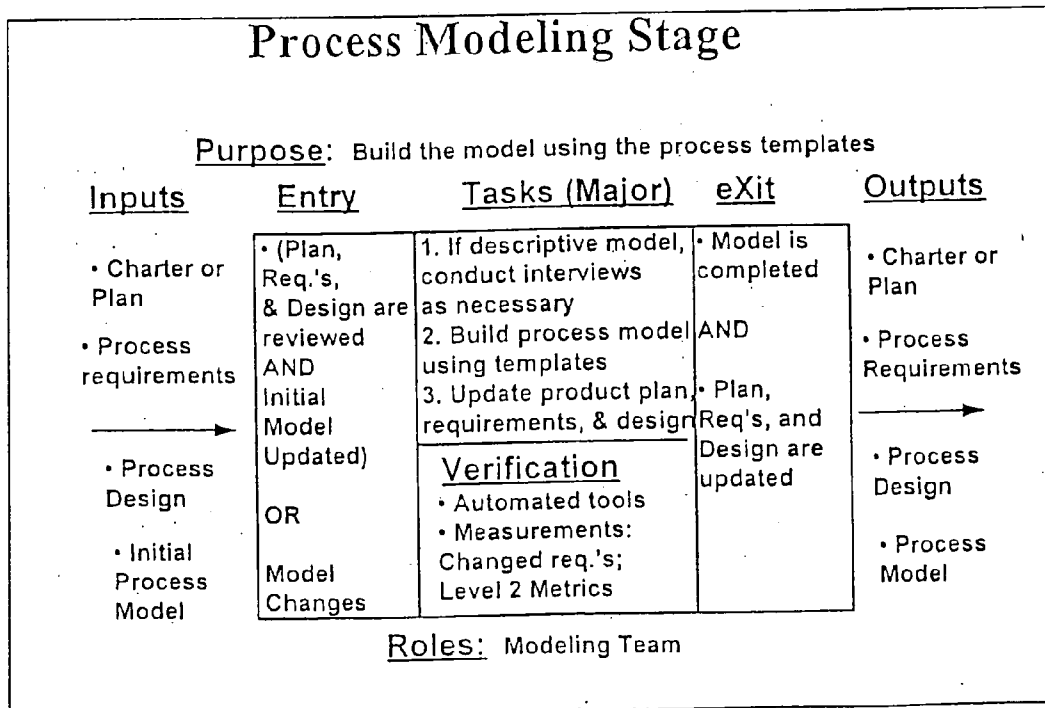 Process Modeling Stage
Purpose: Build the model using the process templates
Inputs
• Charter or
Plan
• Process
requirements
• Process
Design
• Initial
Process
Model
Entry
• (Plan,
Req.'s,
& Design are
reviewed
AND
Initial
Model
Updated)
OR
Model
Changes
Tasks (Major)
1. If descriptive model,
conduct interviews
as necessary
2. Build process model
using templates
3. Update product plan,
requirements, & design
Verification
• Automated tools
• Measurements:
Changed req.'s;
Level 2 Metrics
eXit
• Model is
completed
AND
• Plan,
Req's, and
Design are
updated
Outputs
• Charter or
Plan
• Process
Requirements
• Process
Design
• Process
Model
Roles: Modeling Team